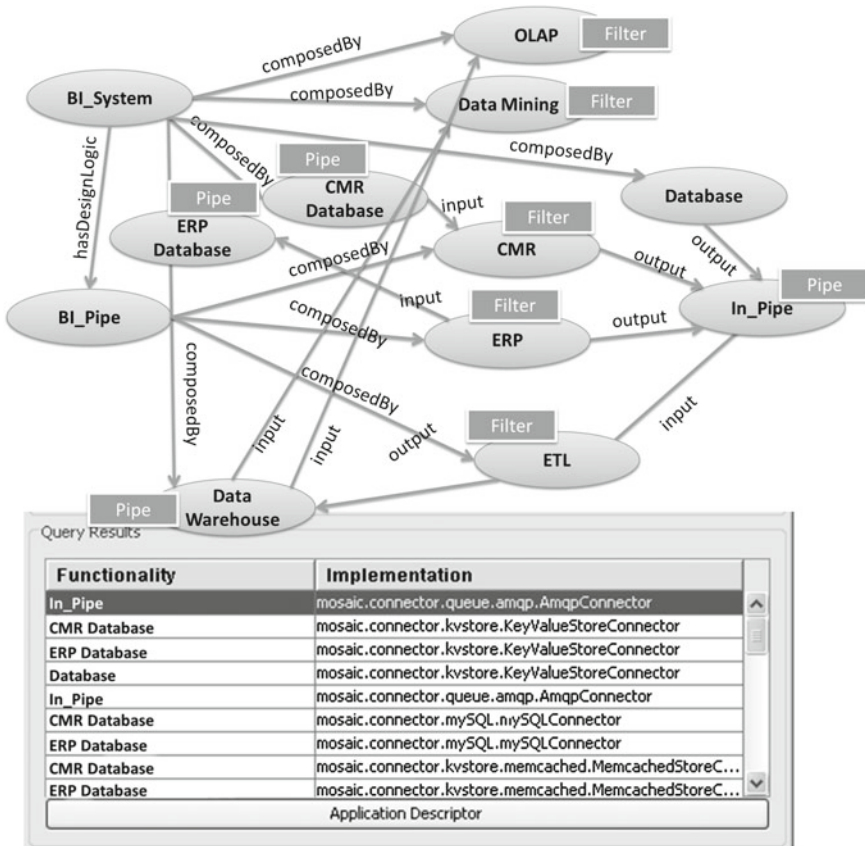 OLAP
Filter
composedBy
BI_System
composedBy
Data Mining
Filter
hasDesignLogic
composedBy
Pipe
composedBy
CMR
Database
input
Database
Pipe
ERP
Database
Filter
CMR
output
output
composedBy
Pipe
In_Pipe
BI_Pipe
input
Filter
ERP
output
composedBy
composedBy
composedBy
input
input
output
Filter
ETL
input
Pipe
Data
Warehouse
Query Results
Functionality Implementation
In_Pipe mosaic.connector.queue.amqp.AmqpConnector
CMR Database mosaic.connector.kvstore.KeyValueStoreConnector
ERP Database mosaic.connector.kvstore.KeyValueStoreConnector
Database mosaic.connector.kvstore.KeyValueStoreConnector
In_Pipe mosaic.connector.queue.amqp.AmqpConnector
CMR Database mosaic.connector.mySQL.mySQLConnector
ERP Database mosaic.connector.mySQL.mySQLConnector
CMR Database mosaic.connector.kvstore.memcached.MemcachedStoreC...
ERP Database mosaic.connector.kvstore.memcached.MemcachedStoreC...
Application Descriptor